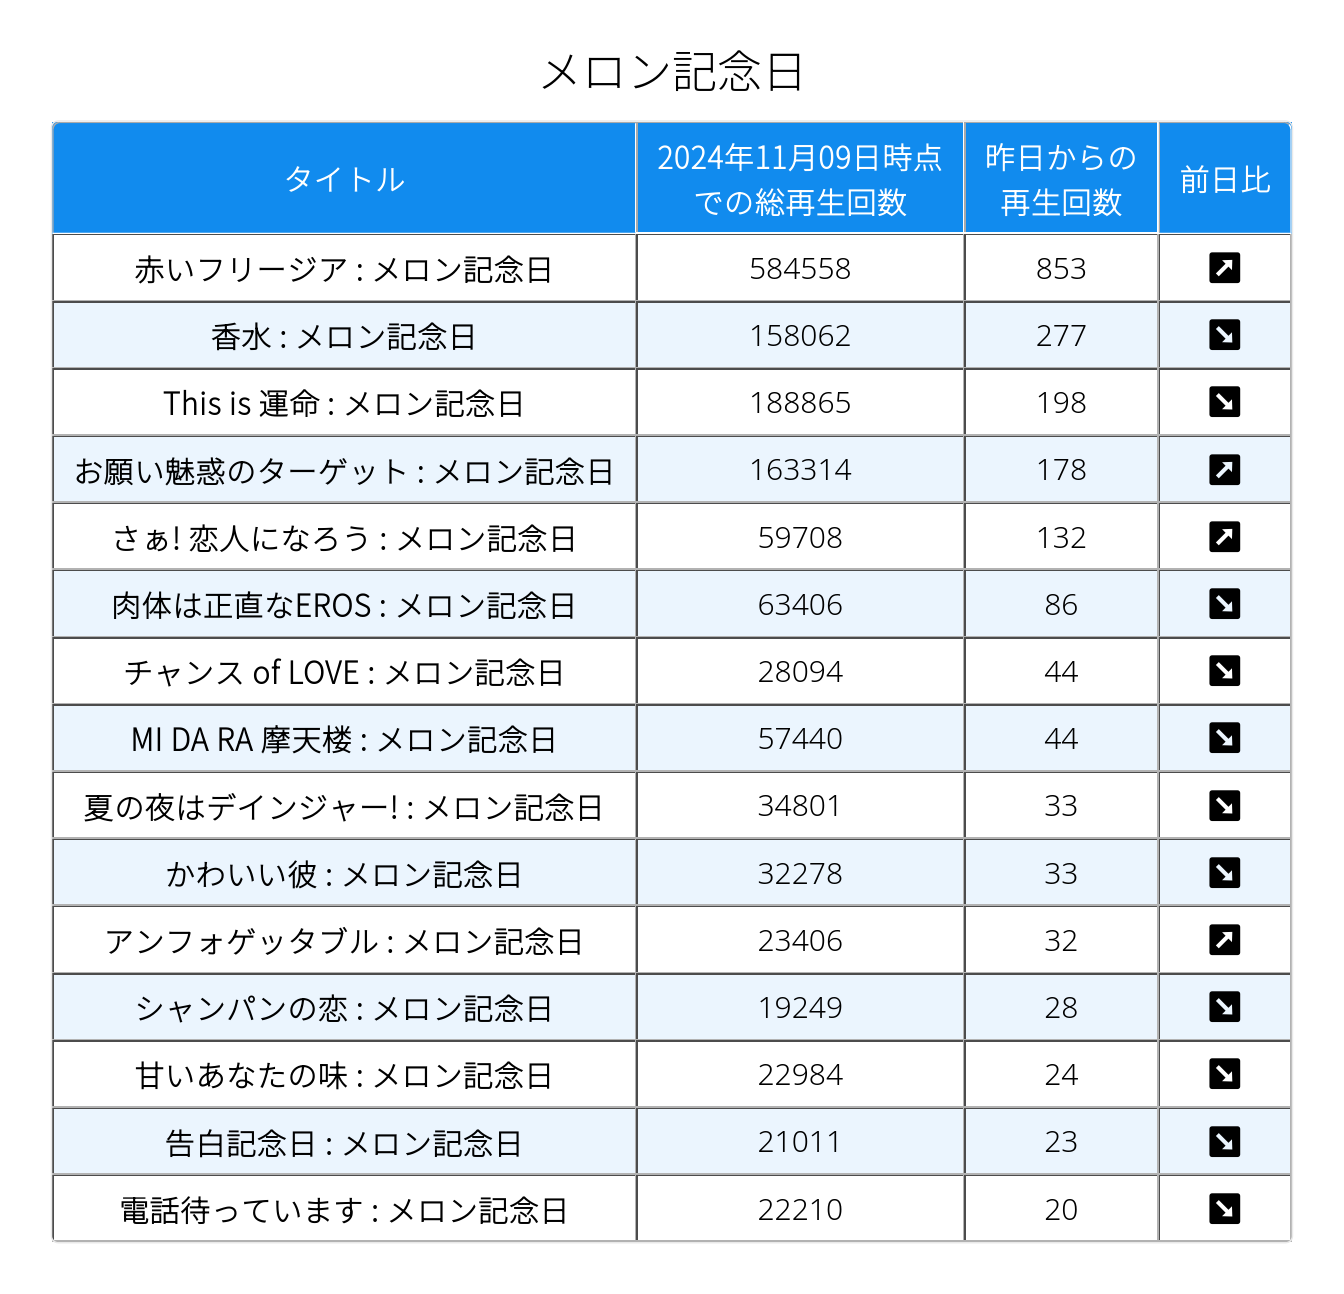 メロン記念日
タイトル
2024年11月09日時点
での総再生回数
昨日からの
再生回数
前日比
赤いフリージア : メロン記念日 584558 853
香水 : メロン記念日 158062 277
This is 運命 : メロン記念日 188865 198
お願い魅惑のターゲット : メロン記念日 163314 178
さぁ! 恋人になろう : メロン記念日 59708 132
肉体は正直なEROS : メロン記念日 63406 86
チャンス of LOVE : メロン記念日 28094 44
MI DA RA 摩天楼 : メロン記念日 57440 44
夏の夜はデインジャー! : メロン記念日 34801 33
かわいい彼 : メロン記念日 32278 33
アンフォゲッタブル : メロン記念日 23406 32
シャンパンの恋 : メロン記念日 19249 28
甘いあなたの味 : メロン記念日 22984 24
告白記念日 : メロン記念日 21011 23
電話待っています : メロン記念日 22210 20